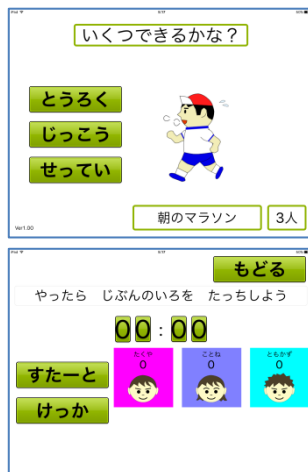 いくつできるかな？
とうろく
じっこう
せってい
朝のマラソン
3人
Ver1.00
もどる
やったら じぶんのいろを たっちしよう
00:00
すたーと
けっか
たくや
0
ことね
0
ともかず
0